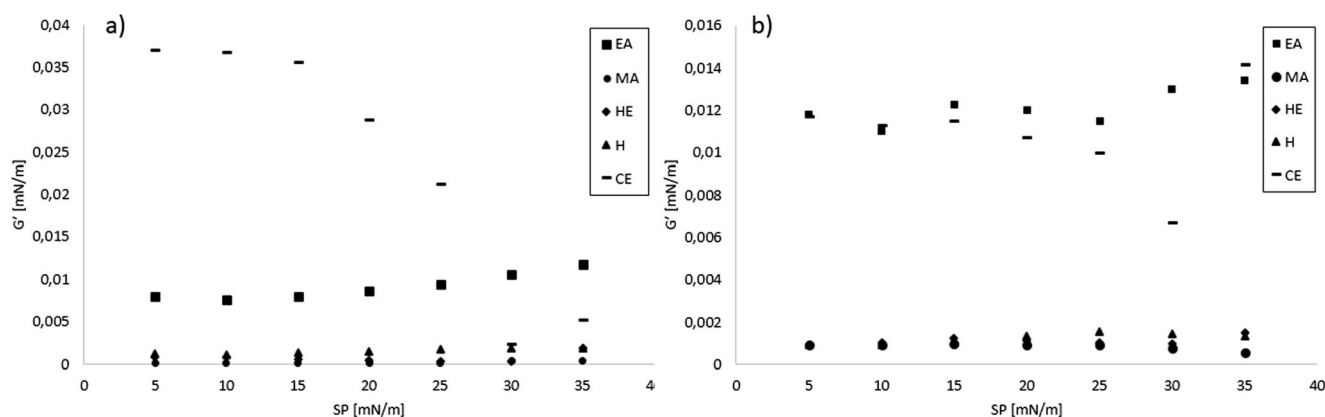 a)
0,04
0,035
0,03
0,025
0,02
0,015
0,01
0,005
0
G' [mN/m]
0 5 10 15 20 25 30 35 40
SP [mN/m]
EA
MA
HE
H
CE
b)
0,016
0,014
0,012
0,01
0,008
0,006
0,004
0,002
0
G' [mN/m]
0 5 10 15 20 25 30 35 40
SP [mN/m]
EA
MA
HE
H
CE